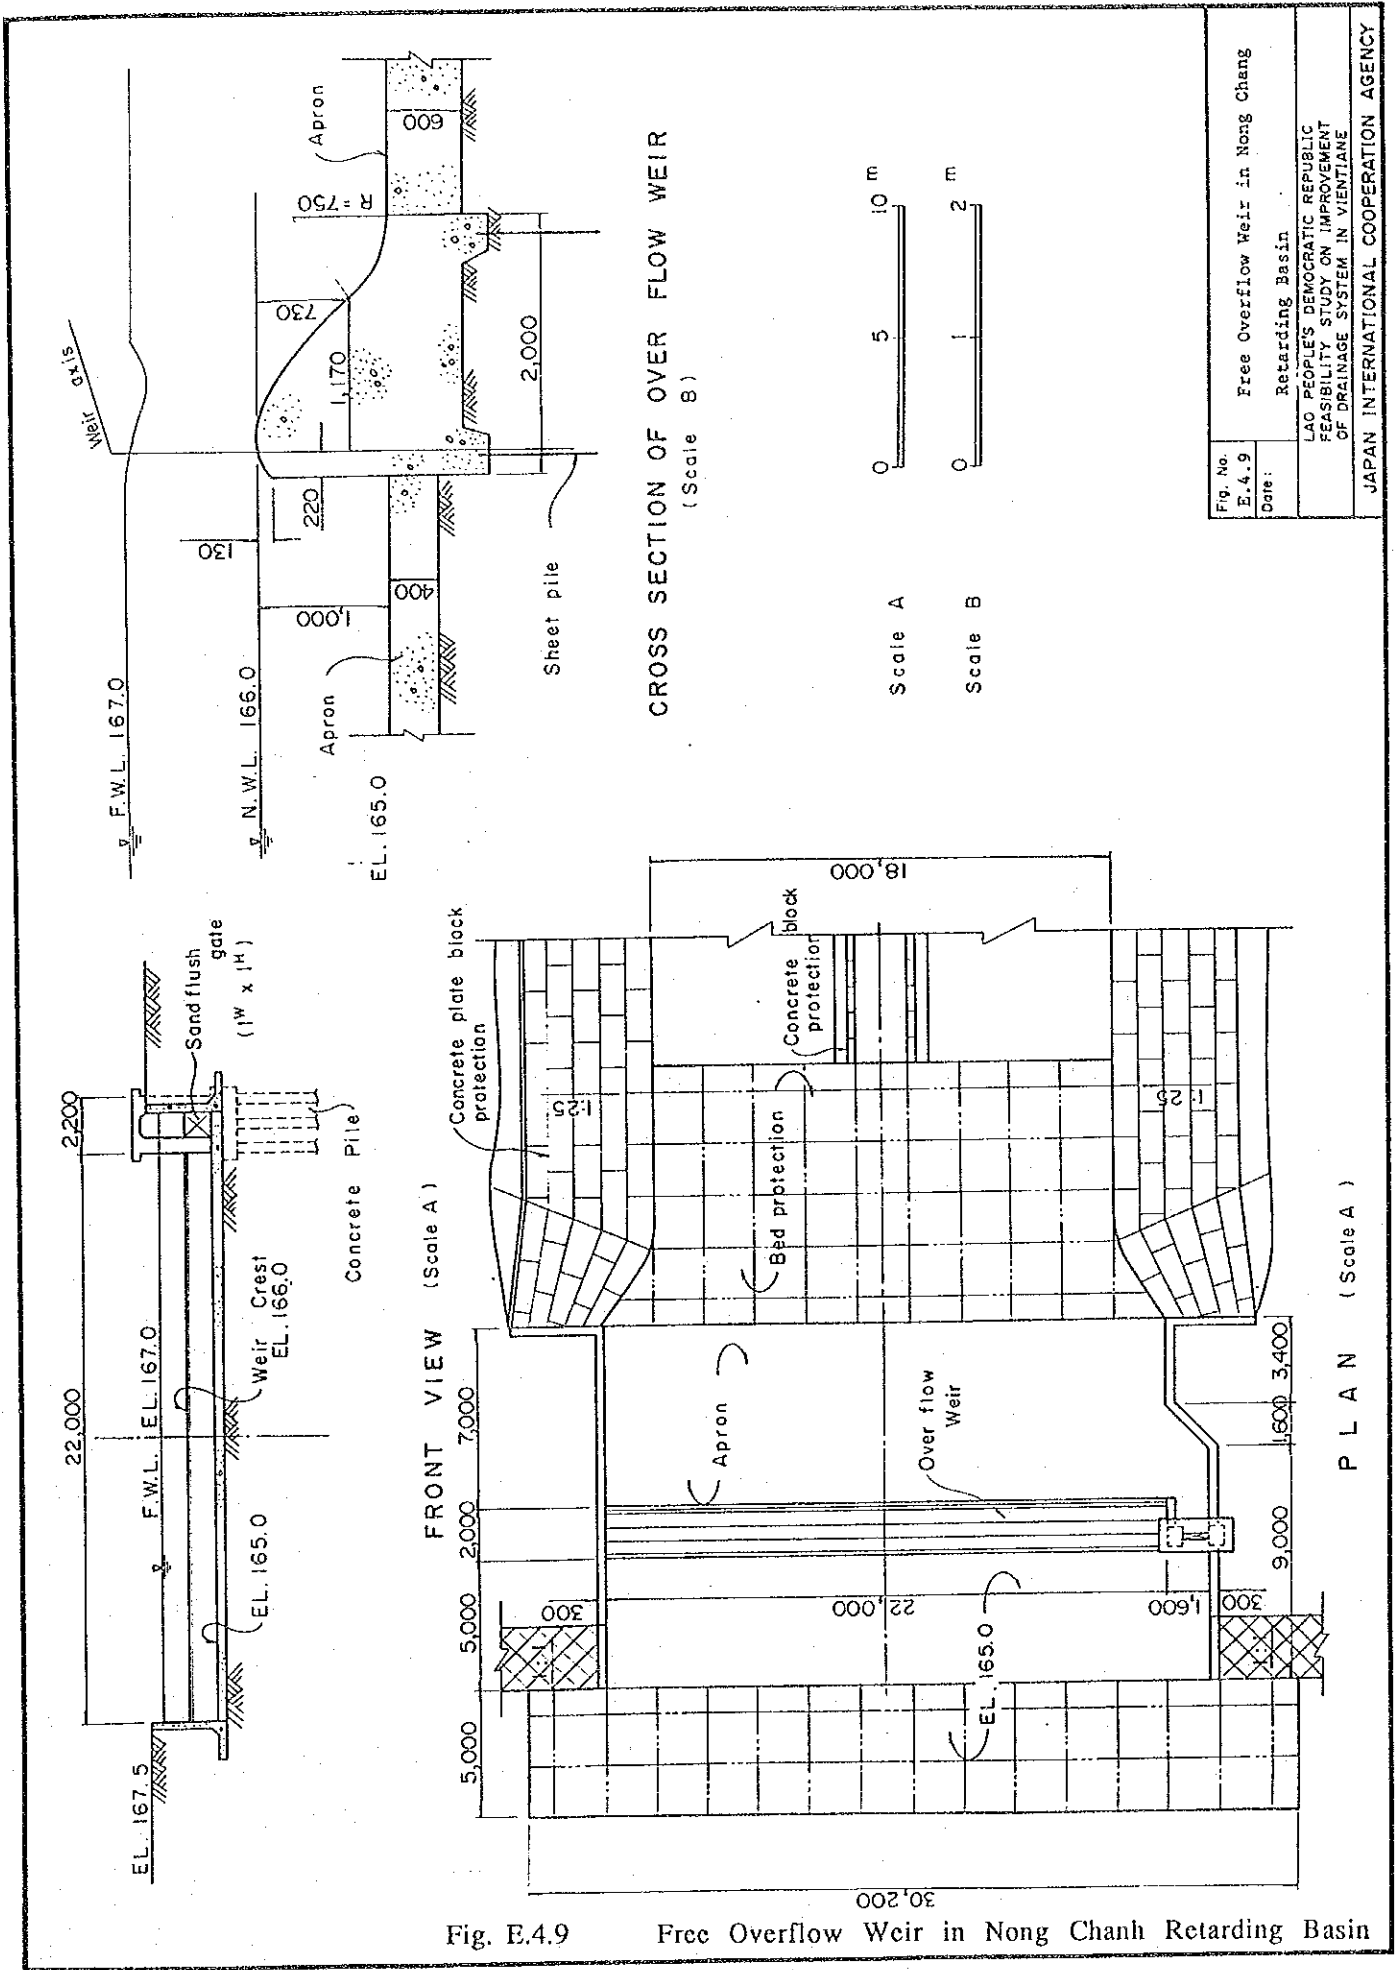 2,200
22,000
EL. 167.5
F.W.L. EL. 167.0
EL. 165.0
Weir Crest
EL. 166.0
Sand flush
gate
(1W x 1H)
Concrete Pile
FRONT VIEW (Scale A)
Concrete plate block
protection
1:25
5,000
5,000
2,000
7,000
300
22,000
1,600
300
18,000
30,200
Apron
Over flow
Weir
EL. 165.0
Bed protection
Concrete block
protection
1:25
9,000
1,600
3,400
PLAN (Scale A)
F.W.L. 167.0
N.W.L. 166.0
EL. 165.0
Weir axis
130
220
1,000
400
Apron
Sheet pile
1,170
730
2,000
R = 750
600
Apron
CROSS SECTION OF OVER FLOW WEIR
(Scale B)
Scale A
0 5 10 m
Scale B
0 1 2 m
Fig. No.
E.4.9
Free Overflow Weir in Nong Chang
Retarding Basin
Date:
LAO PEOPLE'S DEMOCRATIC REPUBLIC
FEASIBILITY STUDY ON IMPROVEMENT
OF DRAINAGE SYSTEM IN VIENTIANE
JAPAN INTERNATIONAL COOPERATION AGENCY
Fig. E.4.9 Free Overflow Weir in Nong Chanh Retarding Basin